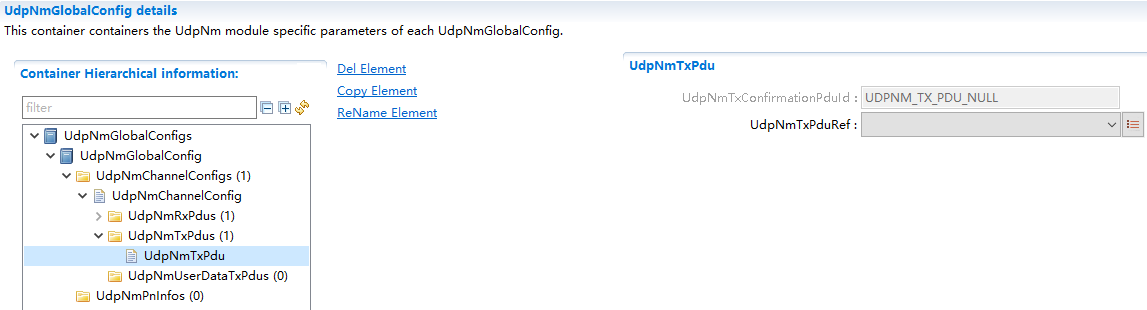 UdpNmGlobalConfig details
This container containers the UdpNm module specific parameters of each UdpNmGlobalConfig.
Container Hierarchical information:
filter
UdpNmGlobalConfigs
UdpNmGlobalConfig
UdpNmChannelConfigs (1)
UdpNmChannelConfig
UdpNmRxPdus (1)
UdpNmTxPdus (1)
UdpNmTxPdu
UdpNmUserDataTxPdus (0)
UdpNmPnInfos (0)
Del Element
Copy Element
ReName Element
UdpNmTxPdu
UdpNmTxConfirmationPduId : UDPNM_TX_PDU_NULL
UdpNmTxPduRef :